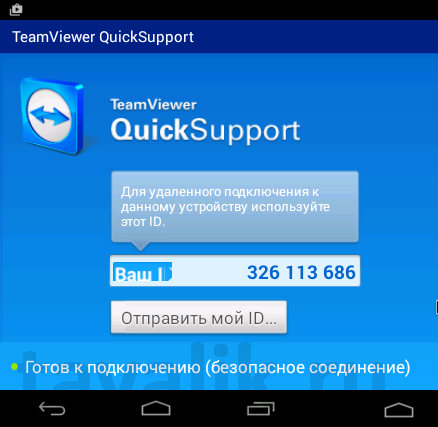 TeamViewer QuickSupport
TeamViewer
QuickSupport
Для удаленного подключения к
данному устройству используйте
этот ID.
Ваш ID
326 113 686
Отправить мой ID...
Готов к подключению (безопасное соединение)